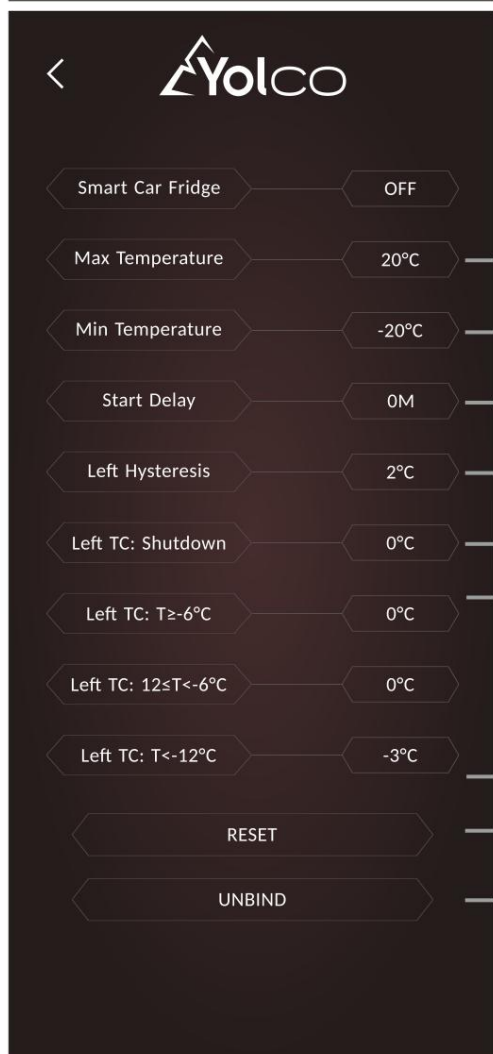 Yolco
Smart Car Fridge OFF
Max Temperature 20°C
Min Temperature -20°C
Start Delay 0M
Left Hysteresis 2°C
Left TC: Shutdown 0°C
Left TC: T≥-6°C 0°C
Left TC: 12≤T<-6°C 0°C
Left TC: T<-12°C -3°C
RESET
UNBIND